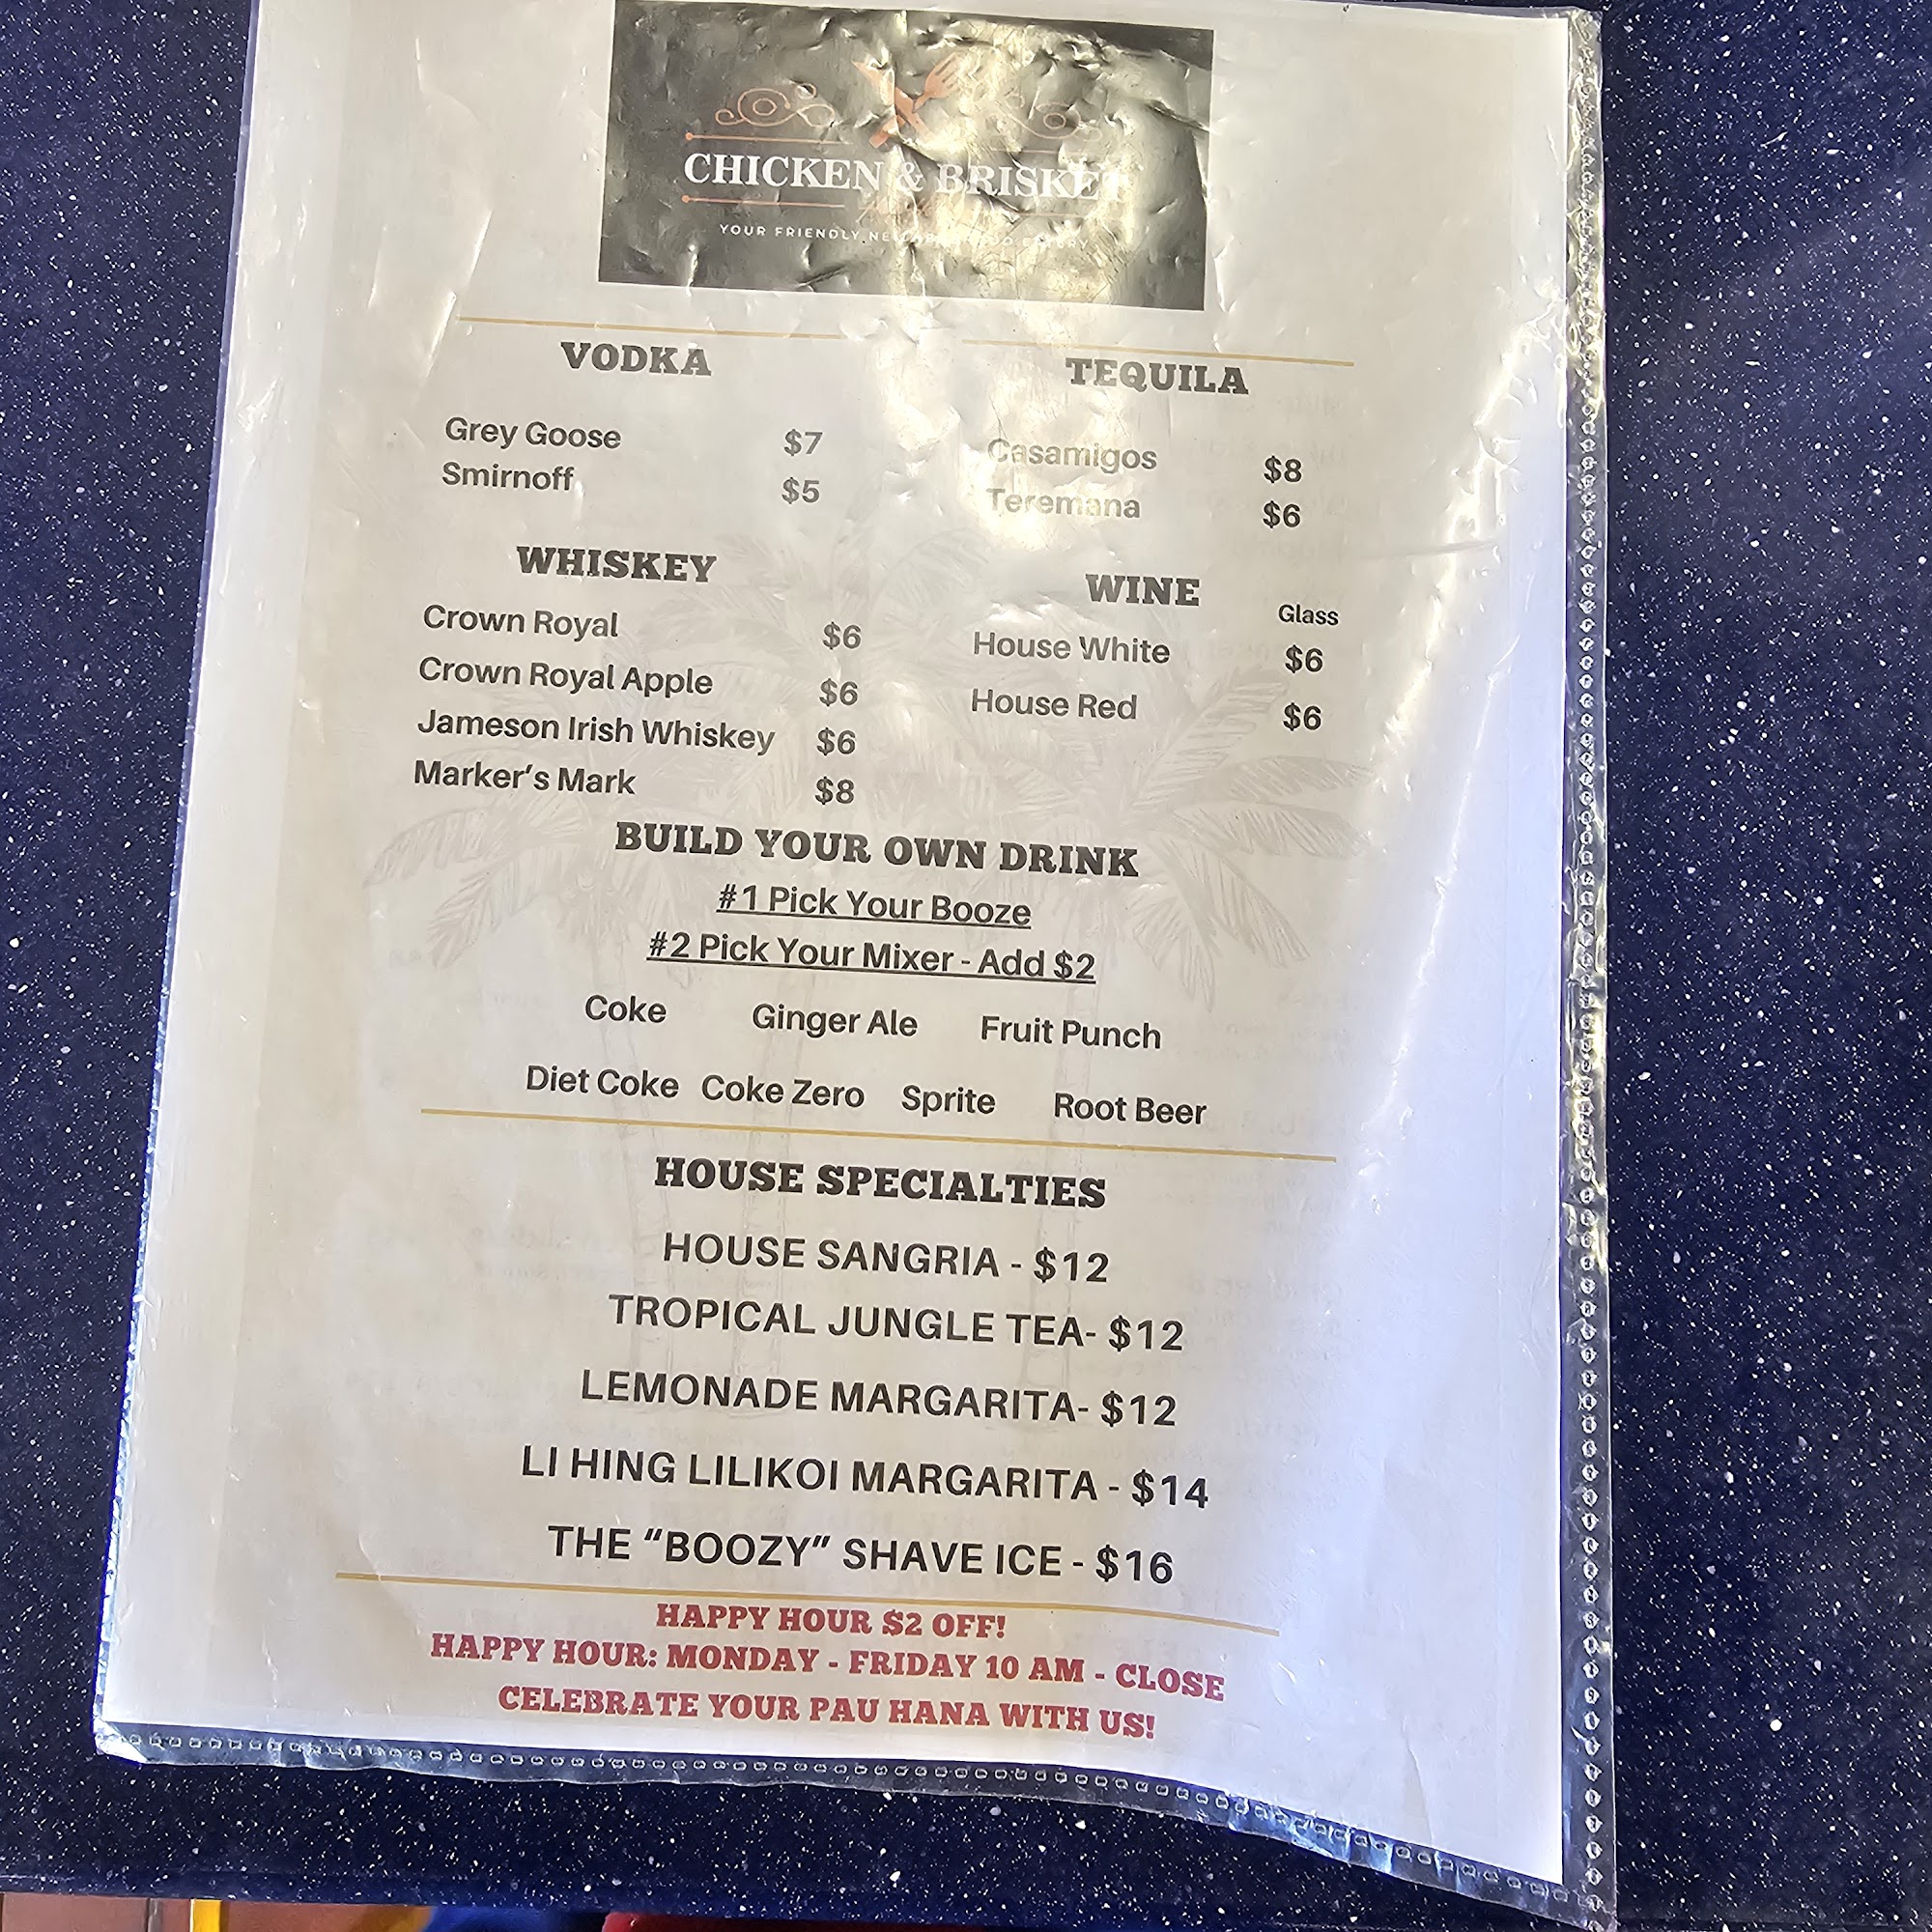 CHICKEN & BRISKET
YOUR FRIENDLY NEIGHBORHOOD EATERY
VODKA
Grey Goose $7
Smirnoff $5
TEQUILA
Casamigos $8
Teremana $6
WHISKEY
Crown Royal $6
Crown Royal Apple $6
Jameson Irish Whiskey $6
Marker's Mark $8
WINE
Glass
House White $6
House Red $6
BUILD YOUR OWN DRINK
#1 Pick Your Booze
#2 Pick Your Mixer - Add $2
Coke Ginger Ale Fruit Punch
Diet Coke Coke Zero Sprite Root Beer
HOUSE SPECIALTIES
HOUSE SANGRIA - $12
TROPICAL JUNGLE TEA- $12
LEMONADE MARGARITA- $12
LI HING LILIKOI MARGARITA - $14
THE “BOOZY” SHAVE ICE - $16
HAPPY HOUR $2 OFF!
HAPPY HOUR: MONDAY - FRIDAY 10 AM - CLOSE
CELEBRATE YOUR PAU HANA WITH US!